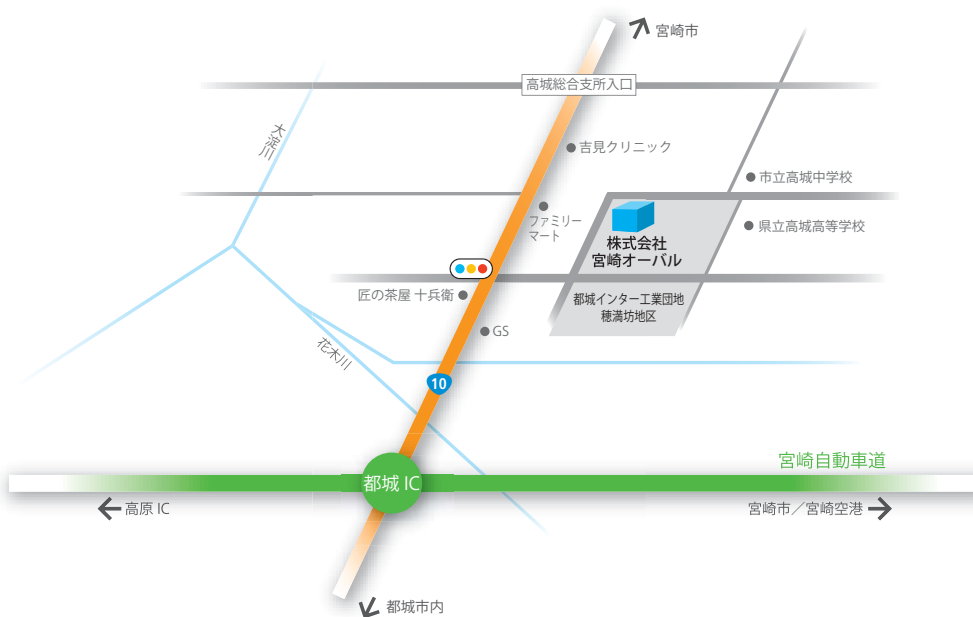 宮崎市
高城総合支所入口
大淀川
吉見クリニック
市立高城中学校
ファミリー
マート
県立高城高等学校
株式会社
宮崎オーバル
匠の茶屋 十兵衛
都城インター工業団地
穂満坊地区
GS
花木川
10
宮崎自動車道
都城 IC
高原 IC
宮崎市／宮崎空港
都城市内